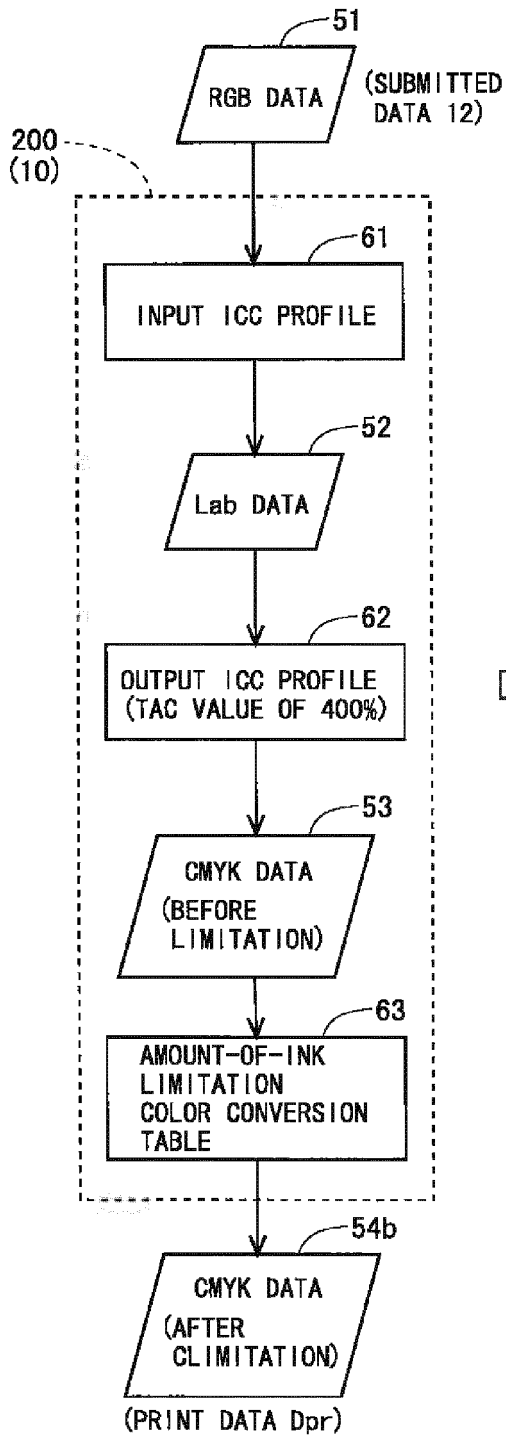 51
RGB DATA
(SUBMITTED
DATA 12)
200
(10)
61
INPUT ICC PROFILE
52
Lab DATA
62
OUTPUT ICC PROFILE
(TAC VALUE OF 400%)
53
CMYK DATA
(BEFORE
LIMITATION)
63
AMOUNT-OF-INK
LIMITATION
COLOR CONVERSION
TABLE
54b
CMYK DATA
(AFTER
CLIMITATION)
(PRINT DATA Dpr)